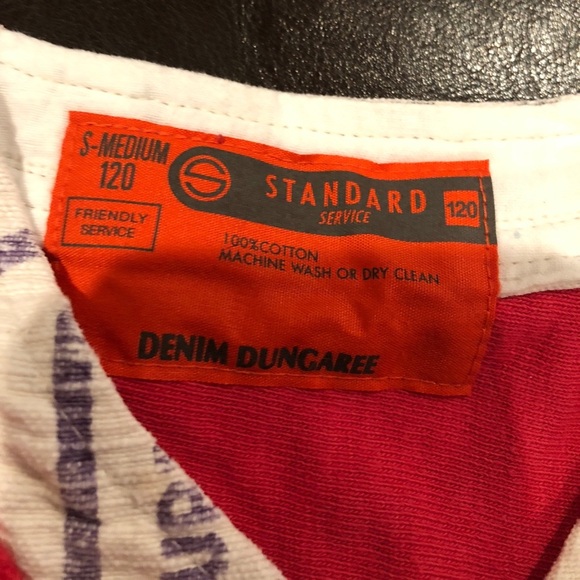 S-MEDIUM
120
STANDARD
SERVICE
120
FRIENDLY
SERVICE
100%COTTON
MACHINE WASH OR DRY CLEAN
DENIM DUNGAREE